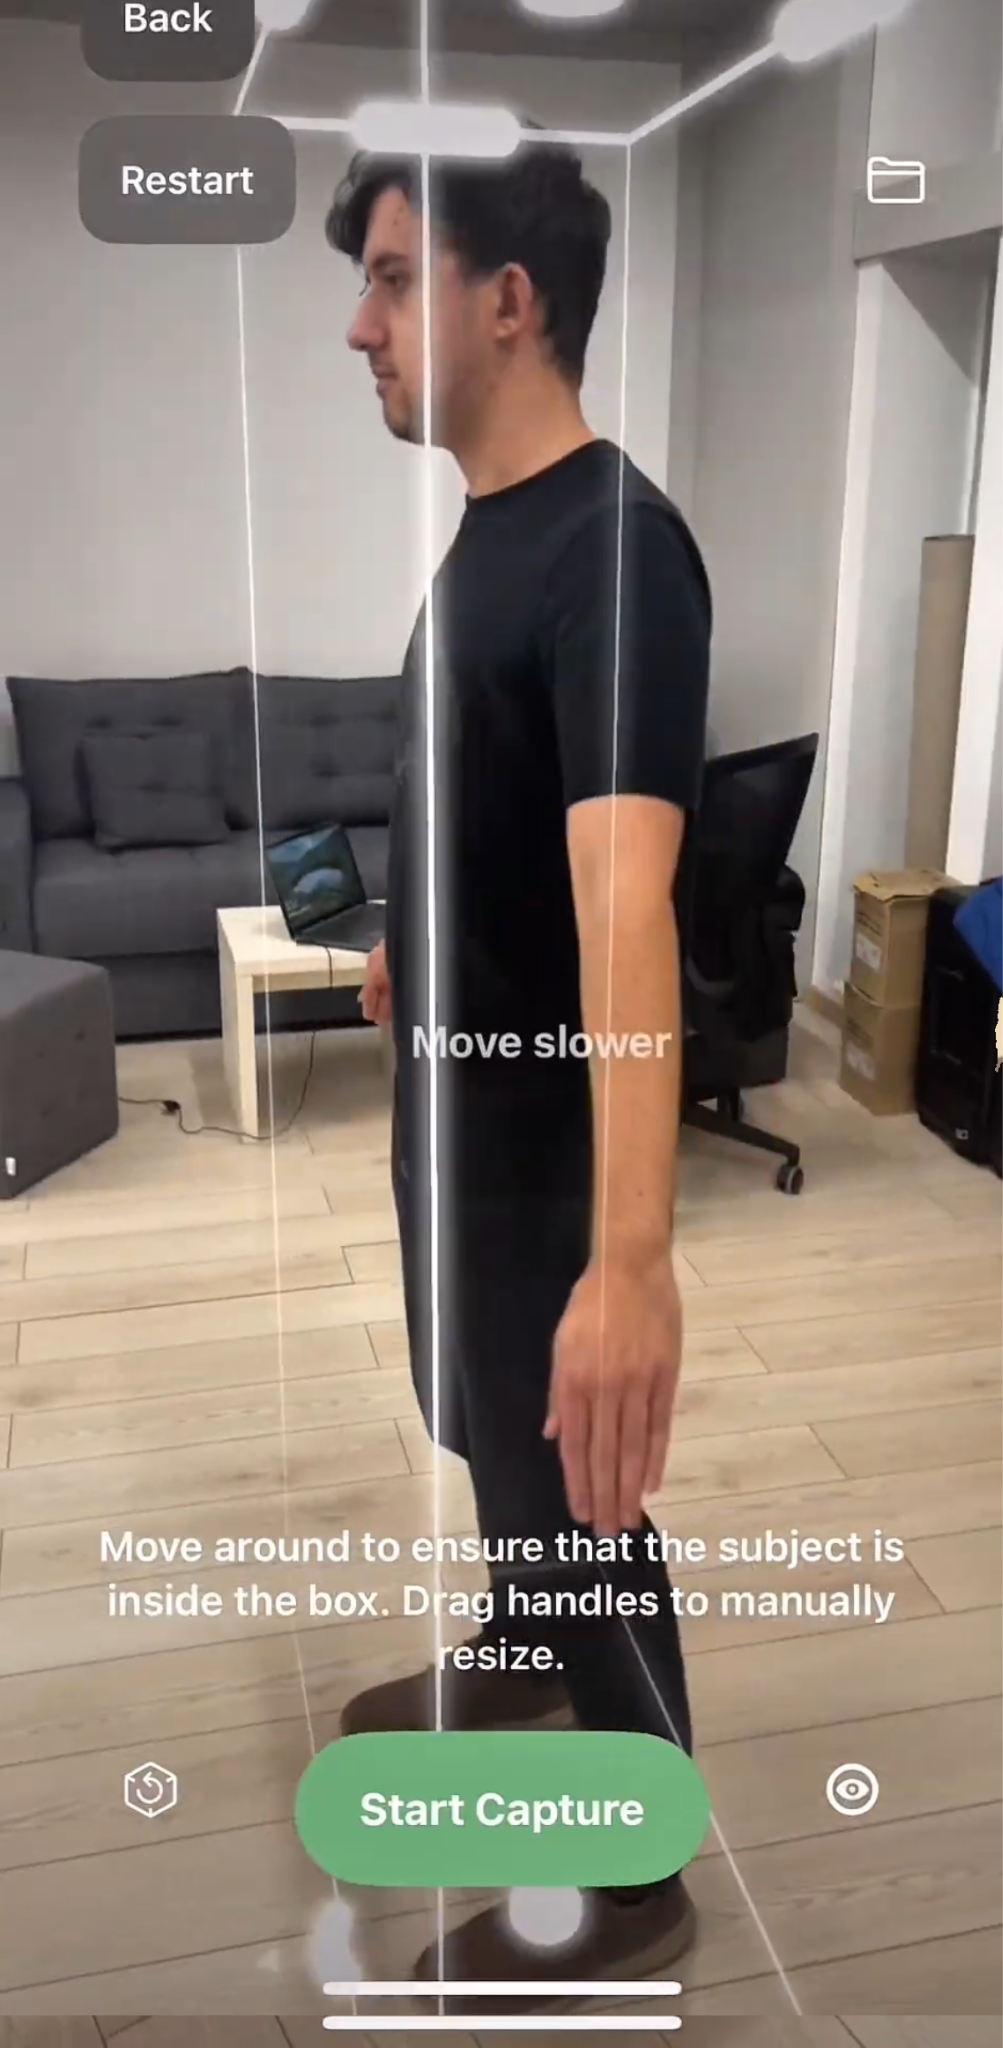 Back
Restart
Move slower
Move around to ensure that the subject is
inside the box. Drag handles to manually
resize.
Start Capture